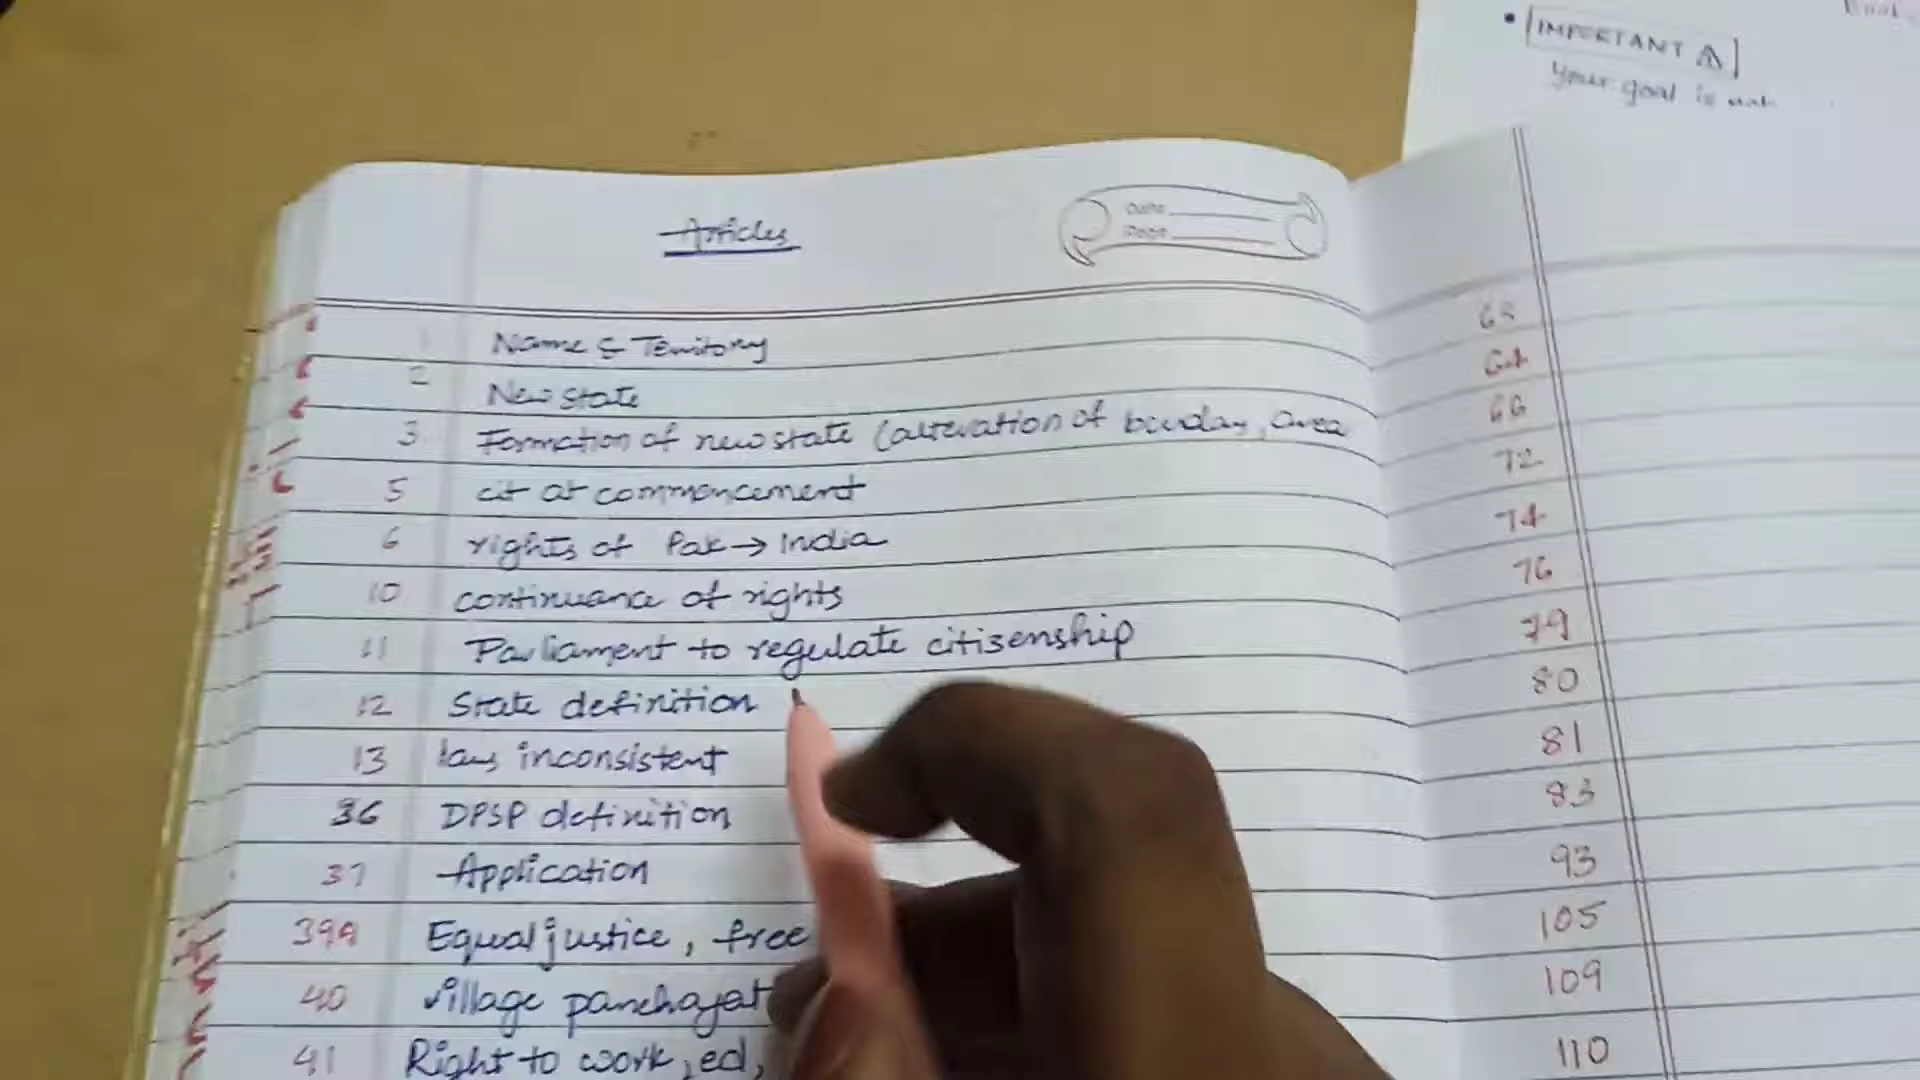 IMPORTANT
Your goal is
Articles
Date
Page
1 Name & Territory
2 New state
3 Formation of new state (alteration of bounday, area
5 cit at commencement
6 rights of Pak → India
10 continuance of rights
11 Parliament to regulate citizenship
12 State definition
13 laws inconsistent
36 DPSP definition
37 Application
39A Equal justice, free
40 village panchayat
41 Right to work, ed,
64
66
72
74
76
79
80
81
83
93
105
109
110